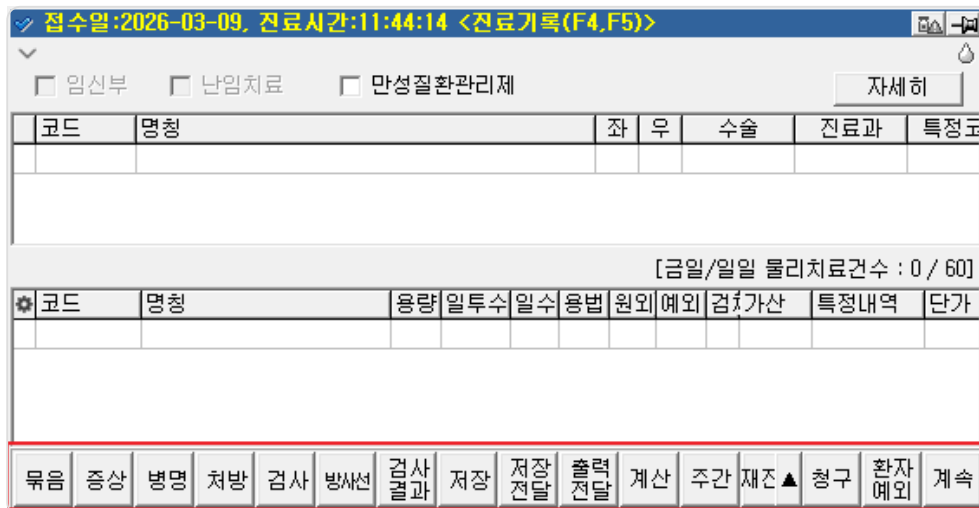 접수일:2026-03-09, 진료시간:11:44:14 <진료기록(F4,F5)>
임신부 난임치료 만성질환관리제 자세히
코드 명칭 좌 우 수술 진료과 특정코
[금일/일일 물리치료건수 : 0 / 60]
코드 명칭 용량 일투수 일수 용법 원외 예외 검 가산 특정내역 단가
묶음 증상 병명 처방 검사 방사선 검사결과 저장 저장전달 출력전달 계산 주간 재진 ▲ 청구 환자예외 계속